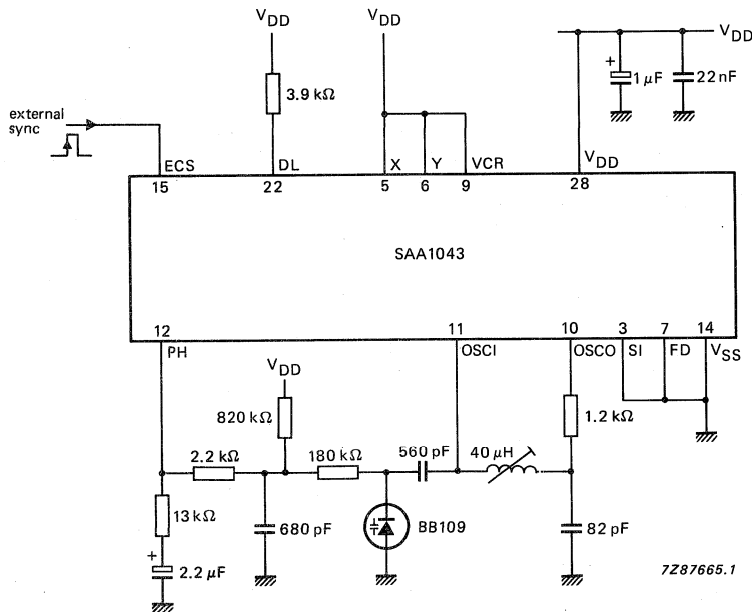 V_DD
V_DD
V_DD
+
1 µF
22 nF
3.9 kΩ
external
sync
ECS
DL
X
Y
VCR
V_DD
15
22
5
6
9
28
SAA1043
12
11
10
3
7
14
PH
OSCI
OSCO
SI
FD
V_SS
V_DD
820 kΩ
1.2 kΩ
2.2 kΩ
180 kΩ
560 pF
40 µH
13 kΩ
680 pF
BB109
82 pF
+
2.2 µF
7Z87665.1